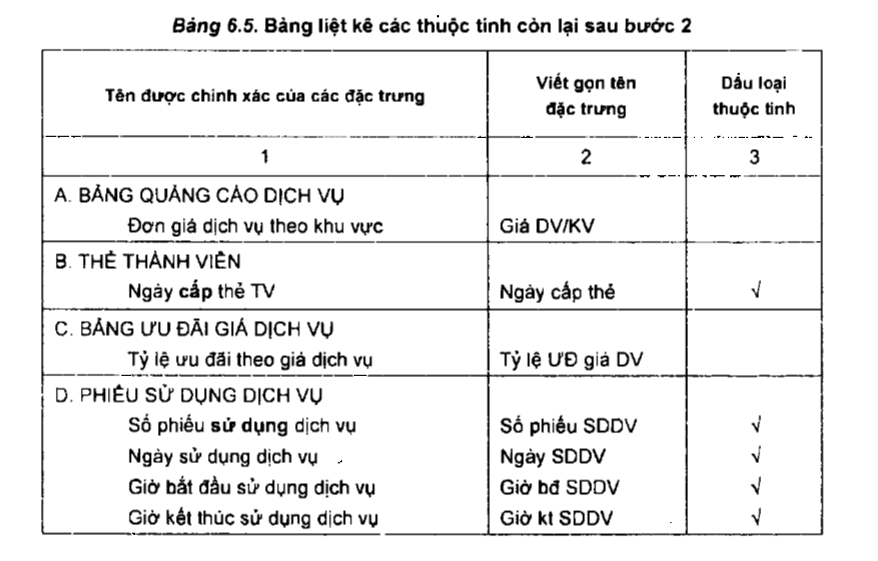 Bảng 6.5. Bảng liệt kê các thuộc tính còn lại sau bước 2
Tên được chính xác của các đặc trưng
Viết gọn tên
đặc trưng
Dấu loại
thuộc tính
1
2
3
A. BẢNG QUẢNG CÁO DỊCH VỤ
Đơn giá dịch vụ theo khu vực
Giá DV/KV
B. THẺ THÀNH VIÊN
Ngày cấp thẻ TV
Ngày cấp thẻ
√
C. BẢNG ƯU ĐÃI GIÁ DỊCH VỤ
Tỷ lệ ưu đãi theo giá dịch vụ
Tỷ lệ ƯĐ giá DV
D. PHIẾU SỬ DỤNG DỊCH VỤ
Số phiếu sử dụng dịch vụ
Số phiếu SDDV
√
Ngày sử dụng dịch vụ
Ngày SDDV
√
Giờ bắt đầu sử dụng dịch vụ
Giờ bđ SDDV
√
Giờ kết thúc sử dụng dịch vụ
Giờ kt SDDV
√